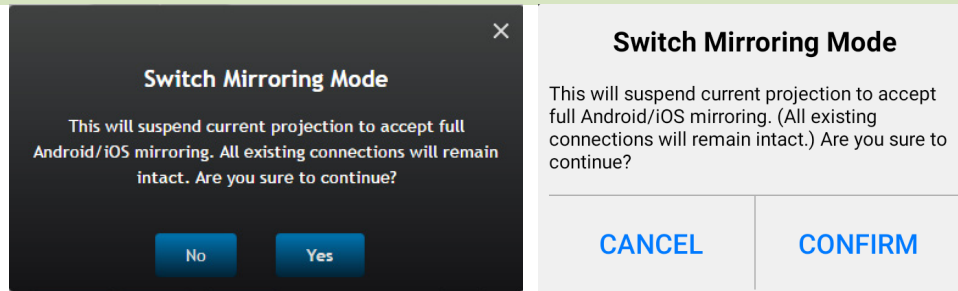 Switch Mirroring Mode
This will suspend current projection to accept full
Android/iOS mirroring. All existing connections will remain
intact. Are you sure to continue?
No
Yes
Switch Mirroring Mode
This will suspend current projection to accept
full Android/iOS mirroring. (All existing
connections will remain intact.) Are you sure to
continue?
CANCEL
CONFIRM